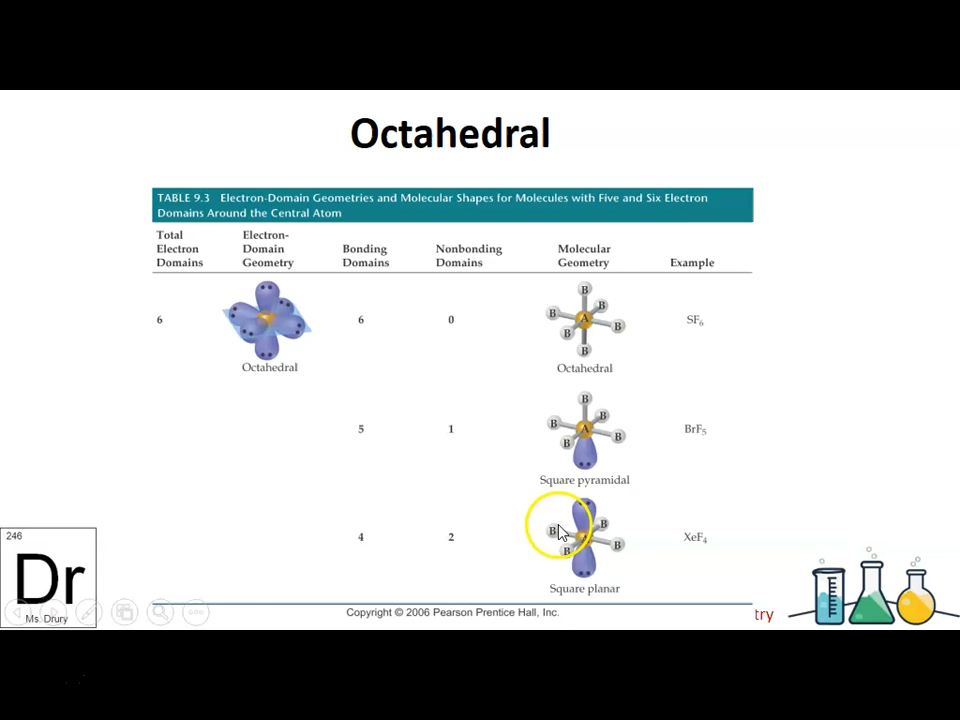 Octahedral
TABLE 9.3 Electron-Domain Geometries and Molecular Shapes for Molecules with Five and Six Electron
Domains Around the Central Atom
Total Electron Domains
Electron-Domain Geometry
Bonding Domains
Nonbonding Domains
Molecular Geometry
Example
6
6
0
SF6
B
B
B
A
B
B
B
Octahedral
Octahedral
5
1
BrF5
B
B
B
A
B
B
Square pyramidal
4
2
XeF4
B
B
A
B
B
Square planar
246
Dr
Ms. Drury
Copyright © 2006 Pearson Prentice Hall, Inc.
try